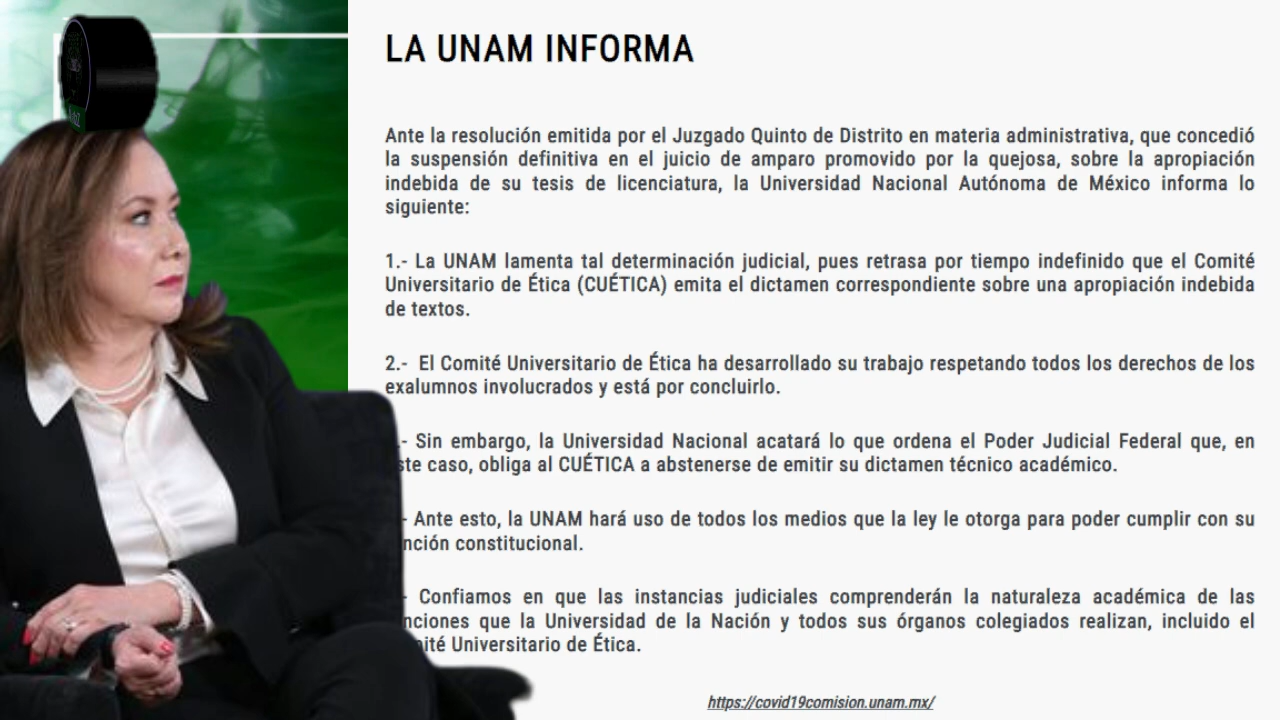 LA UNAM INFORMA
Ante la resolución emitida por el Juzgado Quinto de Distrito en materia administrativa, que concedió
la suspensión definitiva en el juicio de amparo promovido por la quejosa, sobre la apropiación
indebida de su tesis de licenciatura, la Universidad Nacional Autónoma de México informa lo
siguiente:
1.- La UNAM lamenta tal determinación judicial, pues retrasa por tiempo indefinido que el Comité
Universitario de Ética (CUÉTICA) emita el dictamen correspondiente sobre una apropiación indebida
de textos.
2.- El Comité Universitario de Ética ha desarrollado su trabajo respetando todos los derechos de los
exalumnos involucrados y está por concluirlo.
.- Sin embargo, la Universidad Nacional acatará lo que ordena el Poder Judicial Federal que, en
ste caso, obliga al CUÉTICA a abstenerse de emitir su dictamen técnico académico.
- Ante esto, la UNAM hará uso de todos los medios que la ley le otorga para poder cumplir con su
nción constitucional.
- Confiamos en que las instancias judiciales comprenderán la naturaleza académica de las
nciones que la Universidad de la Nación y todos sus órganos colegiados realizan, incluido el
ité Universitario de Ética.
https://covid19comision.unam.mx/